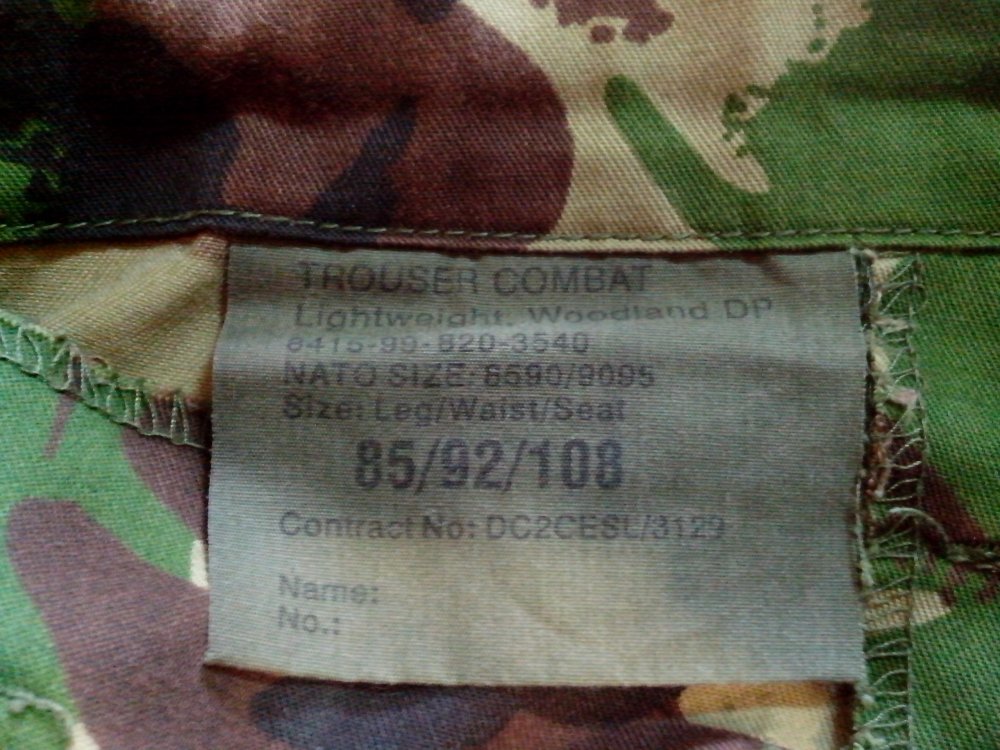 TROUSER COMBAT
Lightweight, Woodland DP
8415-99-820-3540
NATO SIZE: 8590/9095
Size: Leg/Waist/Seat
85/92/108
Contract No: DC2CESL/3129
Name:
No.: